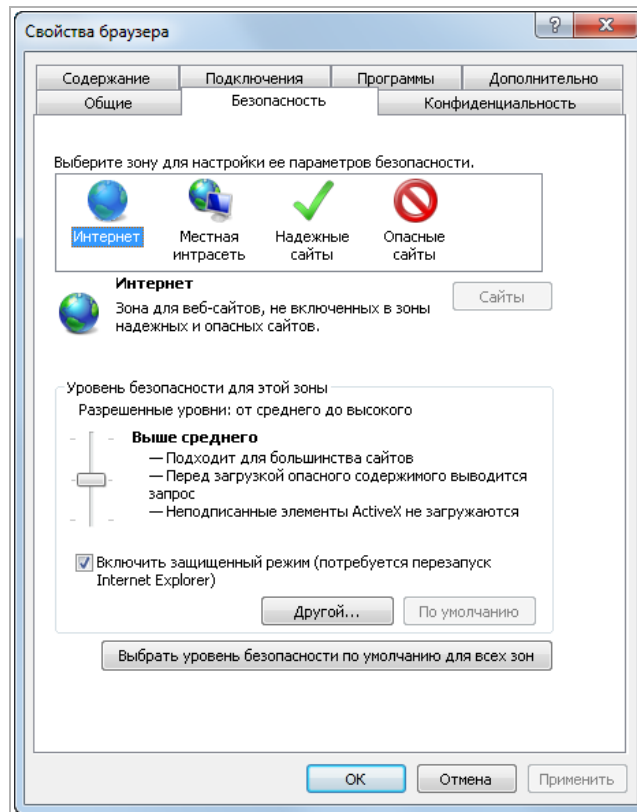 Свойства браузера
Содержание Подключения Программы Дополнительно
Общие Безопасность Конфиденциальность
Выберите зону для настройки ее параметров безопасности.
Интернет Местная интрасеть Надежные сайты Опасные сайты
Интернет
Сайты
Зона для веб-сайтов, не включенных в зоны
надежных и опасных сайтов.
Уровень безопасности для этой зоны
Разрешенные уровни: от среднего до высокого
Выше среднего
— Подходит для большинства сайтов
— Перед загрузкой опасного содержимого выводится
запрос
— Неподписанные элементы ActiveX не загружаются
Включить защищенный режим (потребуется перезапуск
Internet Explorer)
Другой... По умолчанию
Выбрать уровень безопасности по умолчанию для всех зон
OK Отмена Применить